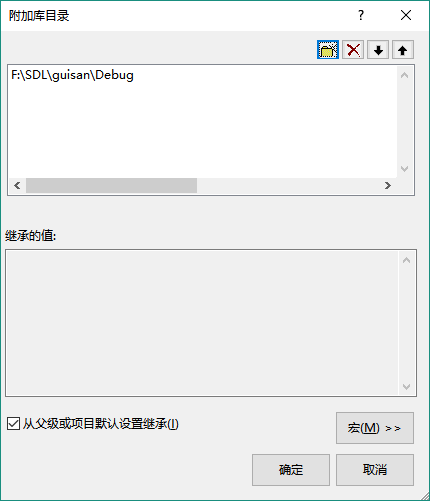 附加库目录
?
F:\SDL\guisan\Debug
继承的值:
从父级或项目默认设置继承(I)
宏(M) >>
确定
取消